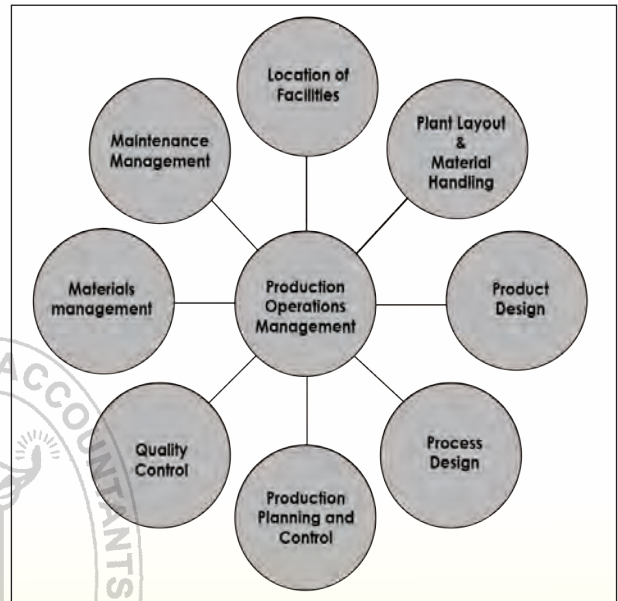 Location of
Facilities
Plant Layout
&
Material
Handling
Product
Design
Process
Design
Production
Planning and
Control
Quality
Control
Materials
management
Maintenance
Management
Production
Operations
Management
ACCOUNTANTS